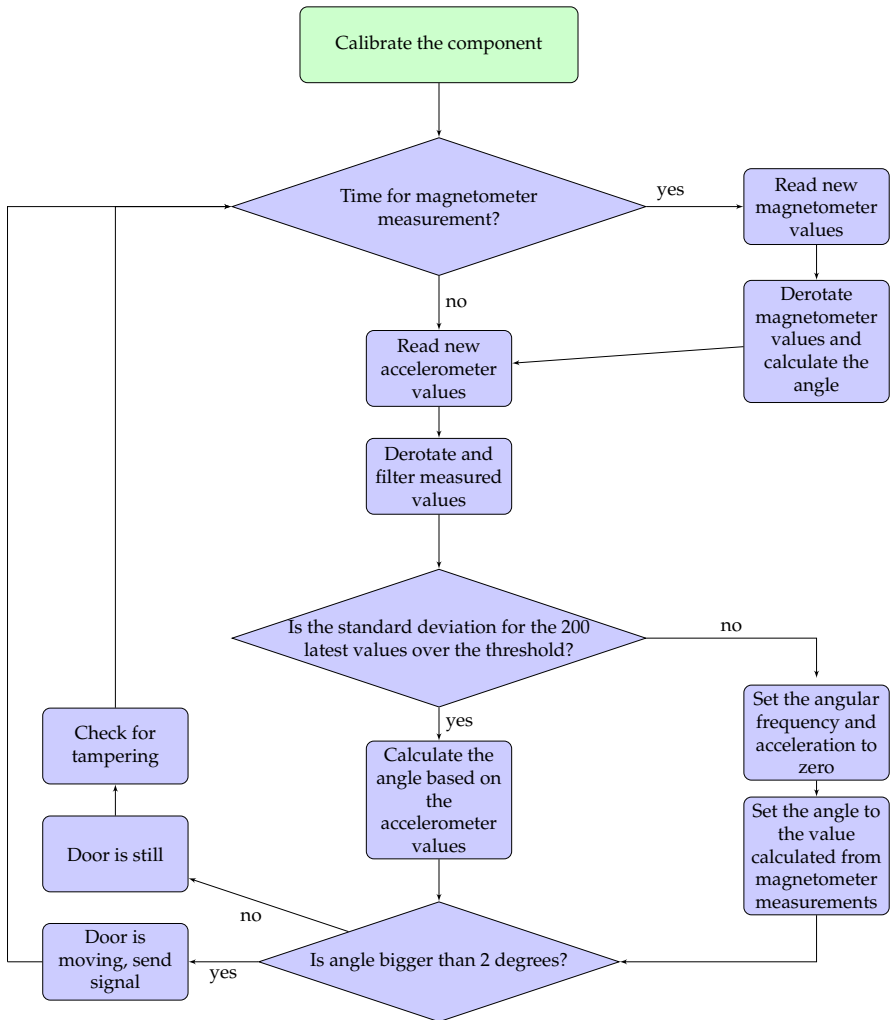 Calibrate the component
Time for magnetometer
measurement?
yes
Read new
magnetometer
values
no
Derotate
magnetometer
values and
calculate the
angle
Read new
accelerometer
values
Derotate and
filter measured
values
Is the standard deviation for the 200
latest values over the threshold?
no
yes
Set the angular
frequency and
acceleration to
zero
Check for
tampering
Calculate the
angle based on
the
accelerometer
values
Set the angle to
the value
calculated from
magnetometer
measurements
Door is still
no
Door is
moving, send
signal
yes
Is angle bigger than 2 degrees?